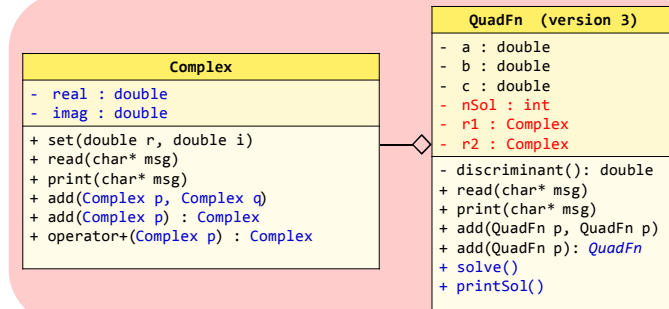 Complex
- real : double
- imag : double
+ set(double r, double i)
+ read(char* msg)
+ print(char* msg)
+ add(Complex p, Complex q)
+ add(Complex p) : Complex
+ operator+(Complex p) : Complex
QuadFn (version 3)
- a : double
- b : double
- c : double
- nSol : int
- r1 : Complex
- r2 : Complex
- discriminant(): double
+ read(char* msg)
+ print(char* msg)
+ add(QuadFn p, QuadFn p)
+ add(QuadFn p): QuadFn
+ solve()
+ printSol()